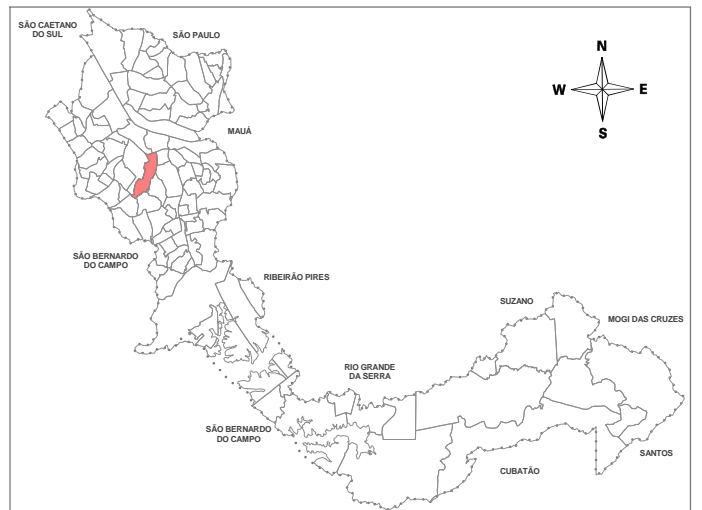 SÃO CAETANO
DO SUL
SÃO PAULO
N
W
E
S
MAUÁ
SÃO BERNARDO
DO CAMPO
RIBEIRÃO PIRES
SUZANO
MOGI DAS CRUZES
RIO GRANDE
DA SERRA
SÃO BERNARDO
DO CAMPO
SANTOS
CUBATÃO